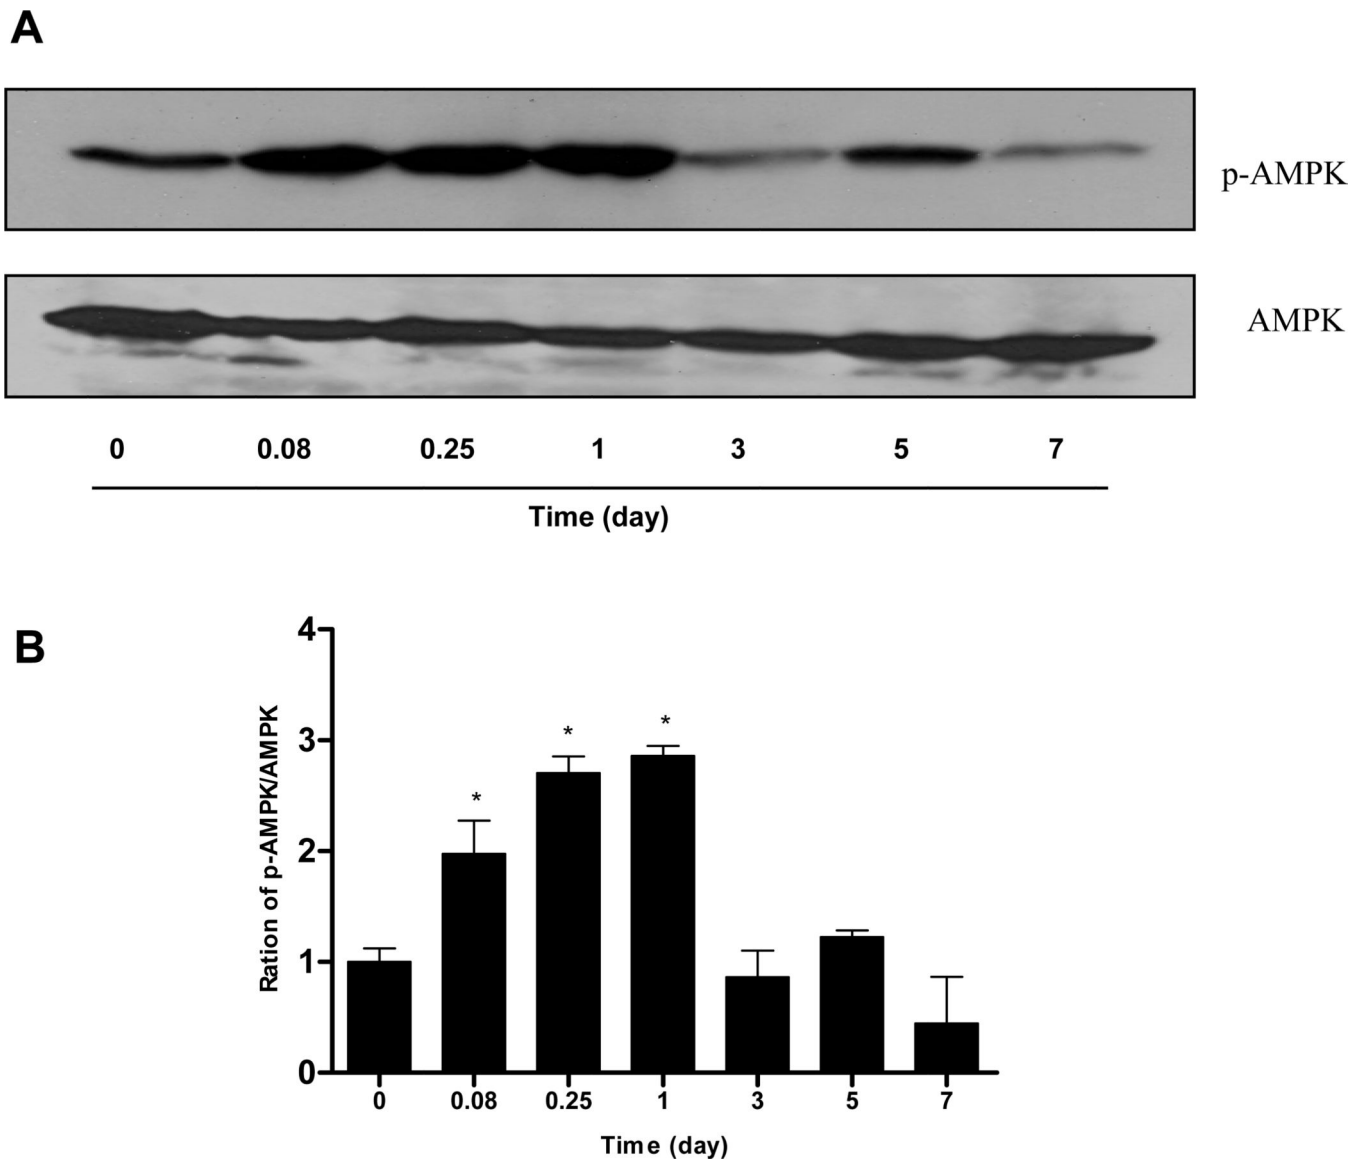 A
p-AMPK
AMPK
0 0.08 0.25 1 3 5 7
Time (day)
B
Ration of p-AMPK/AMPK
4
3
2
1
0
* * *
0 0.08 0.25 1 3 5 7
Time (day)